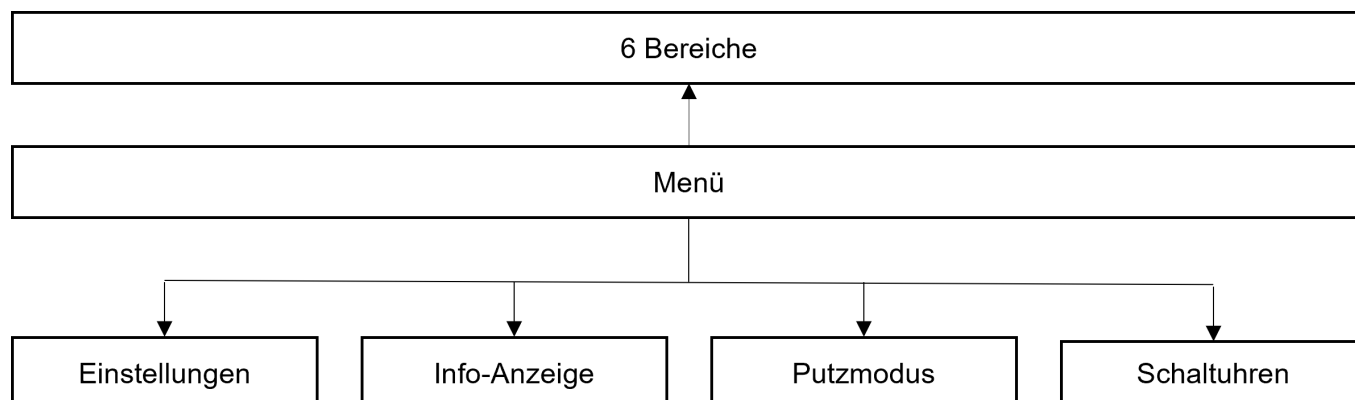 6 Bereiche
Menü
Einstellungen
Info-Anzeige
Putzmodus
Schaltuhren